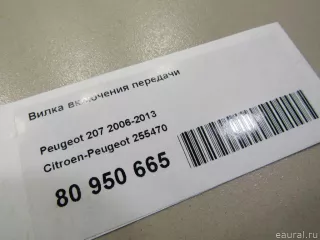 Вилка включения передачи
Peugeot 207 2006-2013
Citroen-Peugeot 255470
80 950 665
eaural.ru©